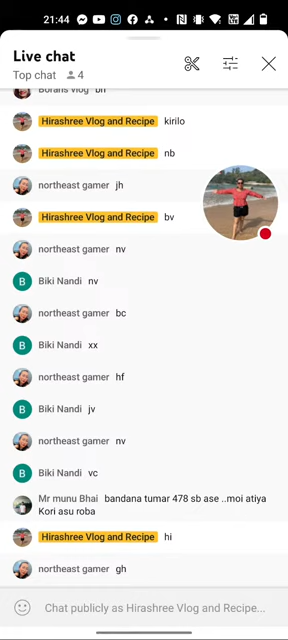 21:44
Live chat
Top chat 4
Borahs vlog bh
Hirashree Vlog and Recipe kirilo
Hirashree Vlog and Recipe nb
northeast gamer jh
Hirashree Vlog and Recipe bv
northeast gamer nv
B Biki Nandi nv
northeast gamer bc
B Biki Nandi xx
northeast gamer hf
B Biki Nandi jv
northeast gamer nv
B Biki Nandi vc
Mr munu Bhai bandana tumar 478 sb ase ..moi atiya
Kori asu roba
Hirashree Vlog and Recipe hi
northeast gamer gh
Chat publicly as Hirashree Vlog and Recipe...